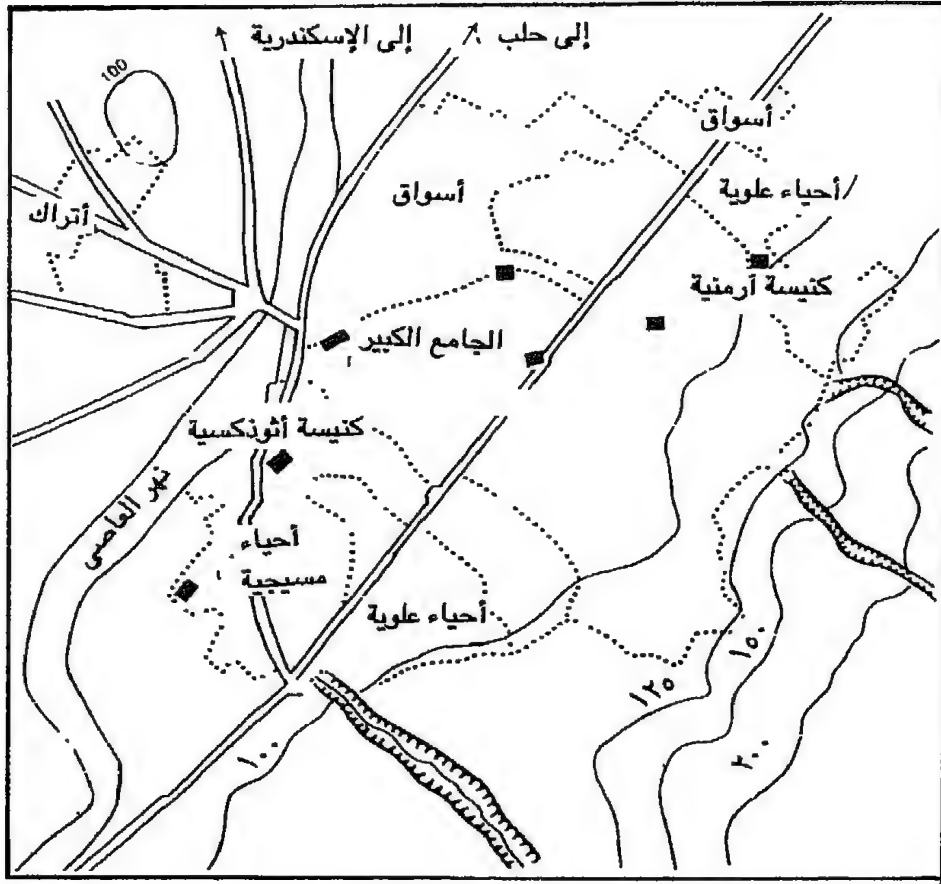 إلى حلب
إلى الإسكندرية
100
أسواق
أسواق
أحياء علوية
أتراك
كنيسة أرمنية
الجامع الكبير
كنيسة أثوذكسية
نهر العاصي
أحياء
مسيحية
أحياء علوية
١٠٠
١٢٥
١٥٠
٢٠٠